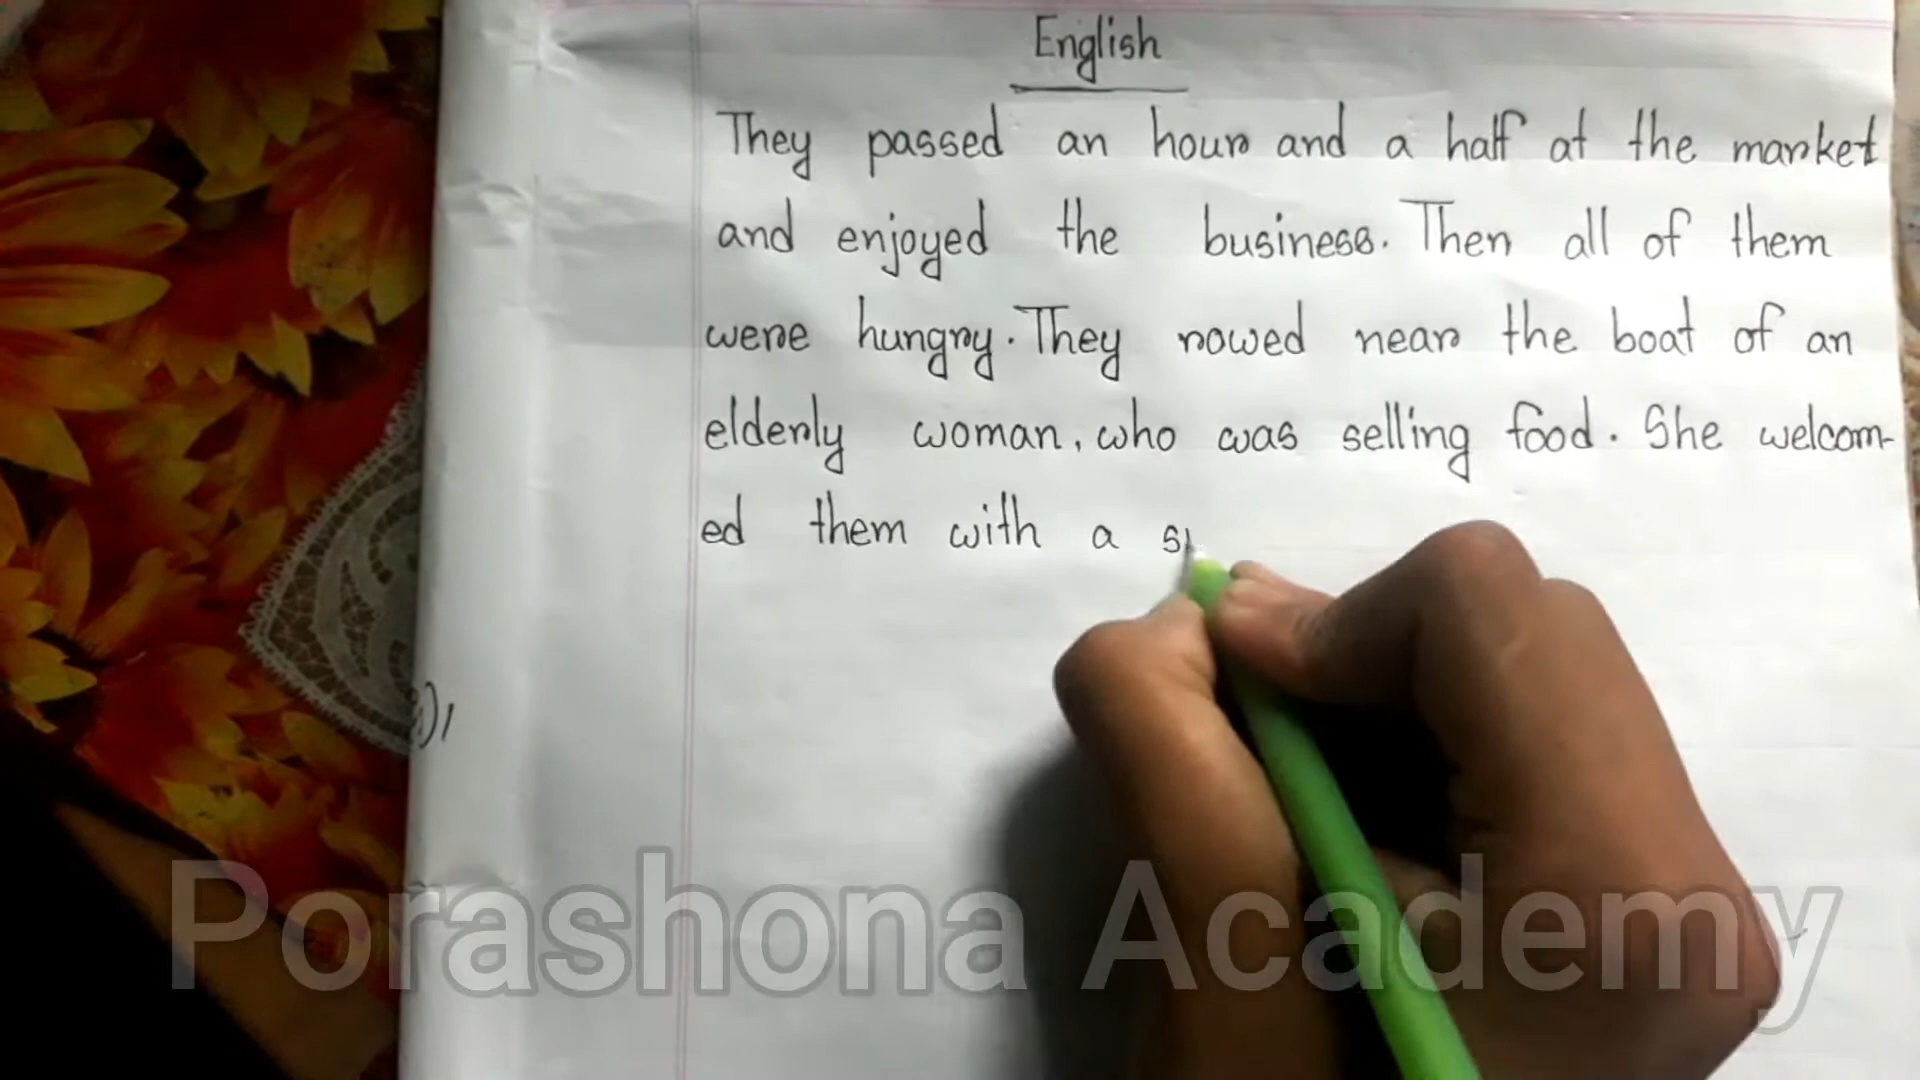 English
They passed an hour and a half at the market
and enjoyed the business. Then all of them
were hungry. They rowed near the boat of an
elderly woman, who was selling food. She welcom-
ed them with a
Porashona Academy